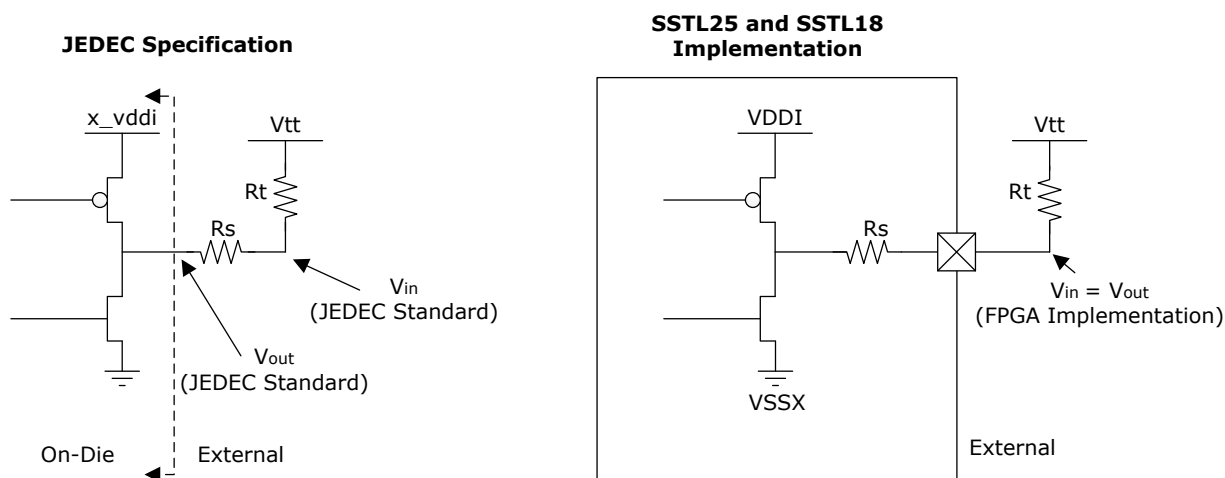 JEDEC Specification
x_vddi
Vtt
Rt
Rs
Vin
(JEDEC Standard)
Vout
(JEDEC Standard)
On-Die
External
SSTL25 and SSTL18
Implementation
VDDI
Vtt
Rt
Rs
Vin = Vout
(FPGA Implementation)
VSSX
External